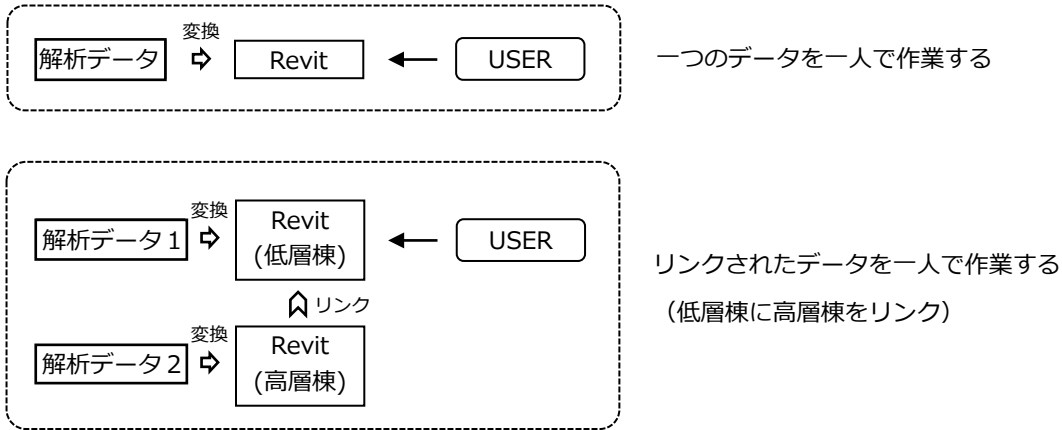 変換
解析データ
Revit
USER
一つのデータを一人で作業する
変換
解析データ1
Revit
(低層棟)
USER
リンク
リンクされたデータを一人で作業する
（低層棟に高層棟をリンク）
変換
解析データ2
Revit
(高層棟)